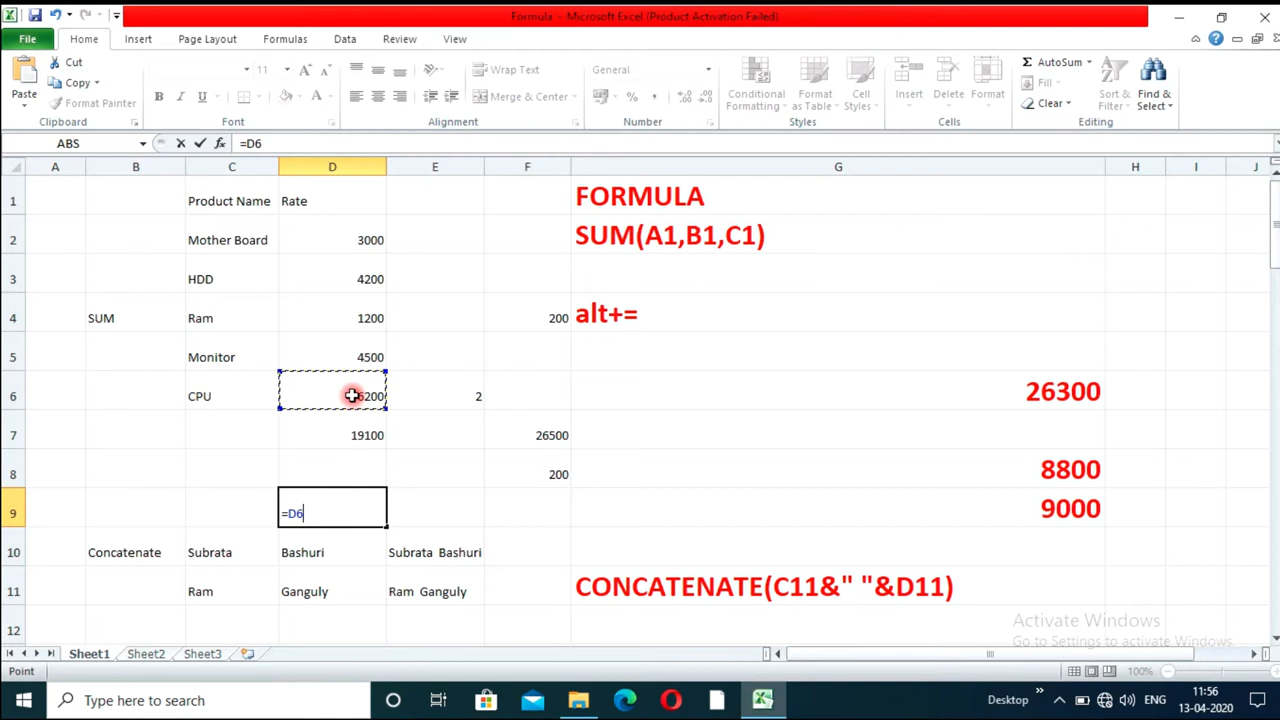 Formula - Microsoft Excel (Product Activation Failed)
File Home Insert Page Layout Formulas Data Review View
Paste Cut Copy Format Painter
Clipboard
11
B I U A
Font
Wrap Text
Merge & Center
Alignment
General
%
Number
Conditional Formatting
Format as Table
Cell Styles
Styles
Insert Delete Format
Cells
AutoSum
Fill
Clear
Sort & Filter
Find & Select
Editing
ABS fx =D6
A B C D E F G H I J
1 Product Name Rate FORMULA
2 Mother Board 3000 SUM(A1,B1,C1)
3 HDD 4200
4 SUM Ram 1200 200 alt+=
5 Monitor 4500
6 CPU 6200 2 26300
7 19100 26500
8 200 8800
9 =D6 9000
10 Concatenate Subrata Bashuri Subrata Bashuri
11 Ram Ganguly Ram Ganguly CONCATENATE(C11&" "&D11)
12
Activate Windows
Go to Settings to activate Windows.
Sheet1 Sheet2 Sheet3
Point 100%
Type here to search
Desktop ENG
11:56
13-04-2020